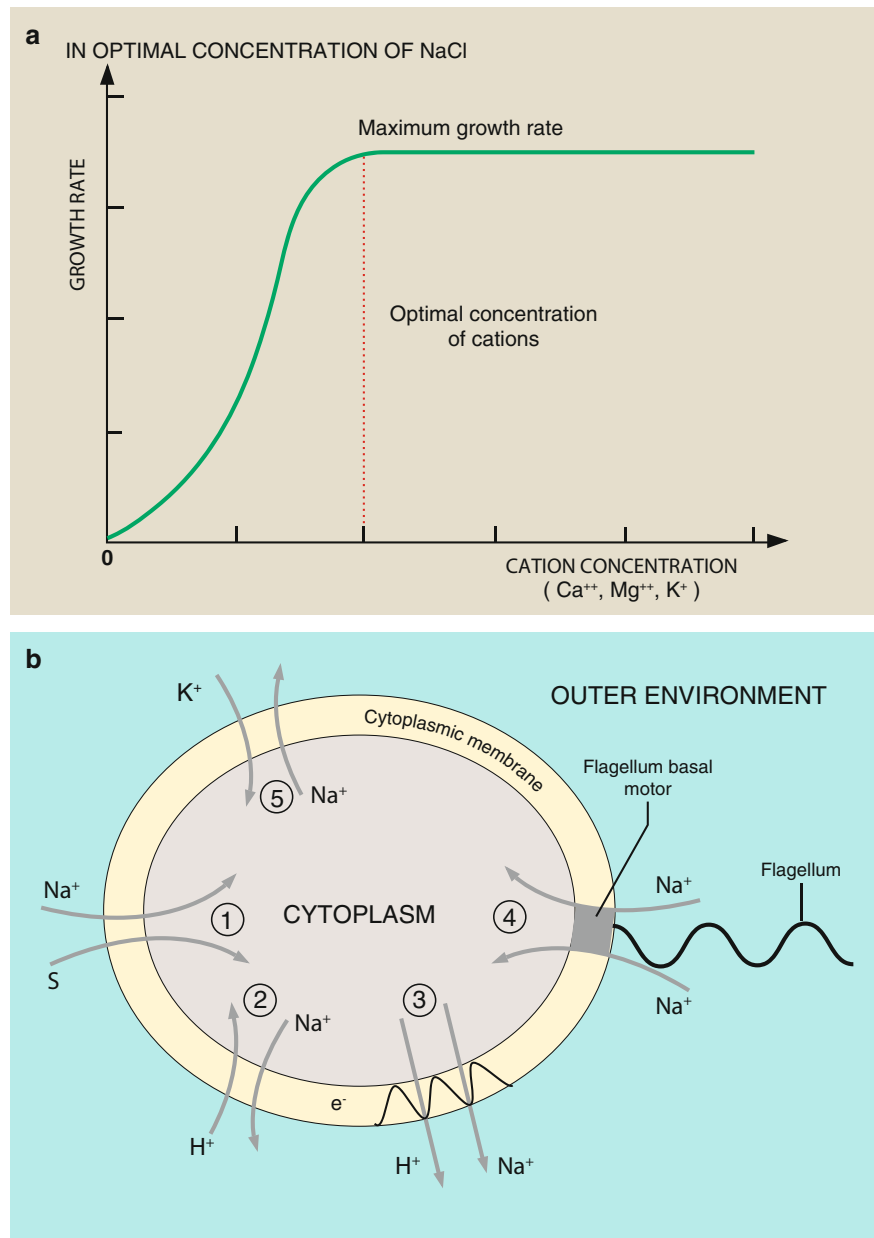 a
IN OPTIMAL CONCENTRATION OF NaCl
Maximum growth rate
GROWTH RATE
Optimal concentration
of cations
0
CATION CONCENTRATION
( Ca⁺⁺, Mg⁺⁺, K⁺ )
b
K⁺
OUTER ENVIRONMENT
Cytoplasmic membrane
Flagellum basal
motor
5
Na⁺
Flagellum
Na⁺
Na⁺
1
CYTOPLASM
4
S
2
3
Na⁺
Na⁺
e⁻
H⁺
H⁺
Na⁺